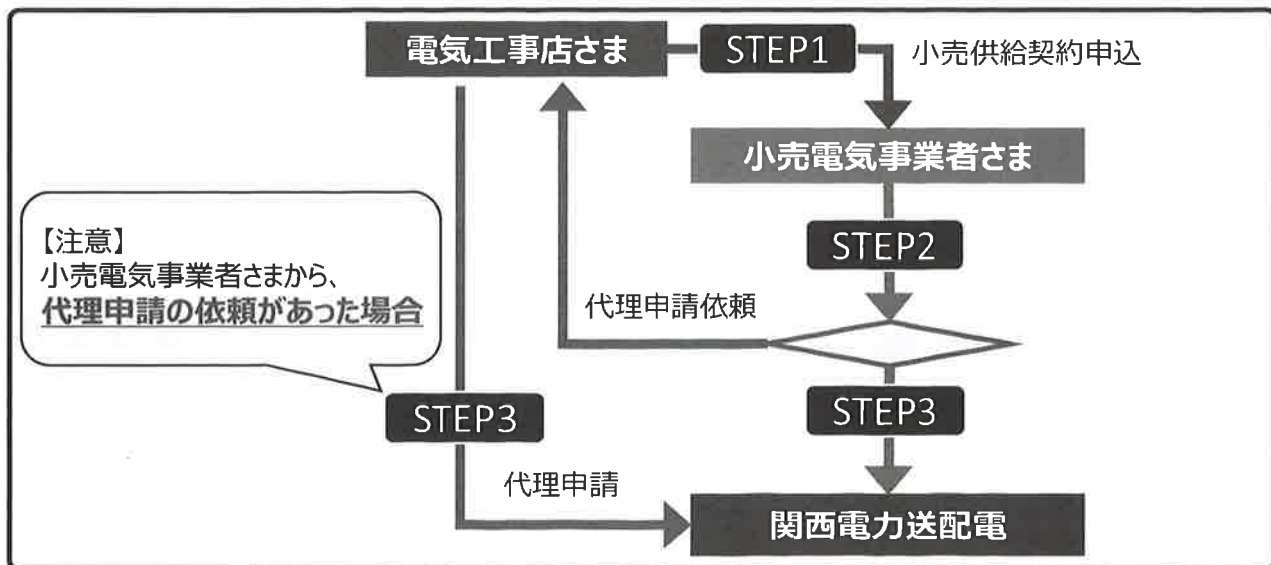 電気工事店さま
STEP1
小売供給契約申込
小売電気事業者さま
STEP2
【注意】
小売電気事業者さまから、
代理申請の依頼があった場合
代理申請依頼
STEP3
STEP3
代理申請
関西電力送配電